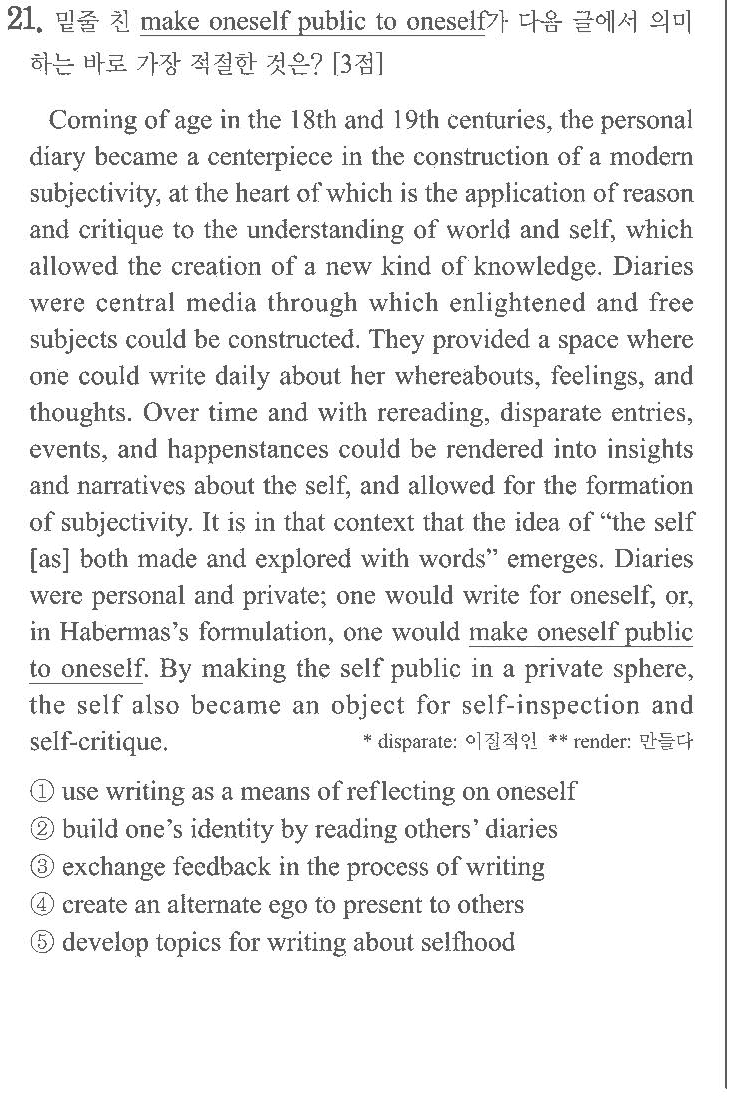 21. 밑줄 친 make oneself public to oneself가 다음 글에서 의미
하는 바로 가장 적절한 것은? [3점]
Coming of age in the 18th and 19th centuries, the personal
diary became a centerpiece in the construction of a modern
subjectivity, at the heart of which is the application of reason
and critique to the understanding of world and self, which
allowed the creation of a new kind of knowledge. Diaries
were central media through which enlightened and free
subjects could be constructed. They provided a space where
one could write daily about her whereabouts, feelings, and
thoughts. Over time and with rereading, disparate entries,
events, and happenstances could be rendered into insights
and narratives about the self, and allowed for the formation
of subjectivity. It is in that context that the idea of “the self
[as] both made and explored with words” emerges. Diaries
were personal and private; one would write for oneself, or,
in Habermas’s formulation, one would make oneself public
to oneself. By making the self public in a private sphere,
the self also became an object for self-inspection and
self-critique. * disparate: 이질적인 ** render: 만들다
① use writing as a means of reflecting on oneself
② build one’s identity by reading others’ diaries
③ exchange feedback in the process of writing
④ create an alternate ego to present to others
⑤ develop topics for writing about selfhood